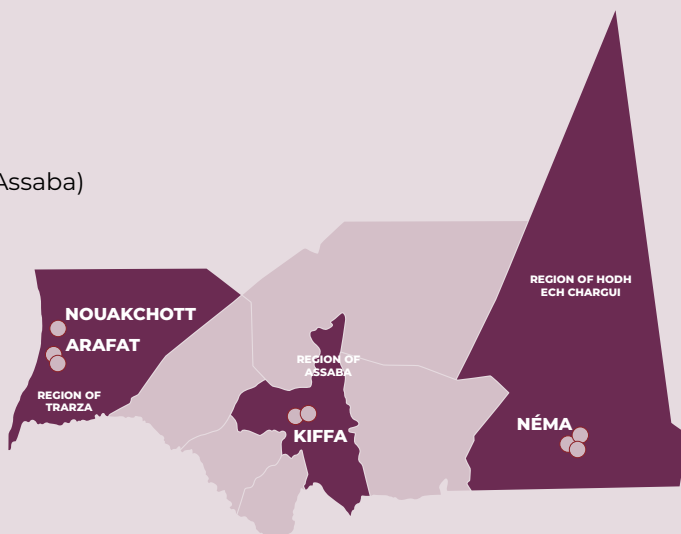 Assaba)
REGION OF HODH
ECH CHARGUI
NOUAKCHOTT
ARAFAT
REGION OF
ASSABA
REGION OF
TRARZA
NÉMA
KIFFA